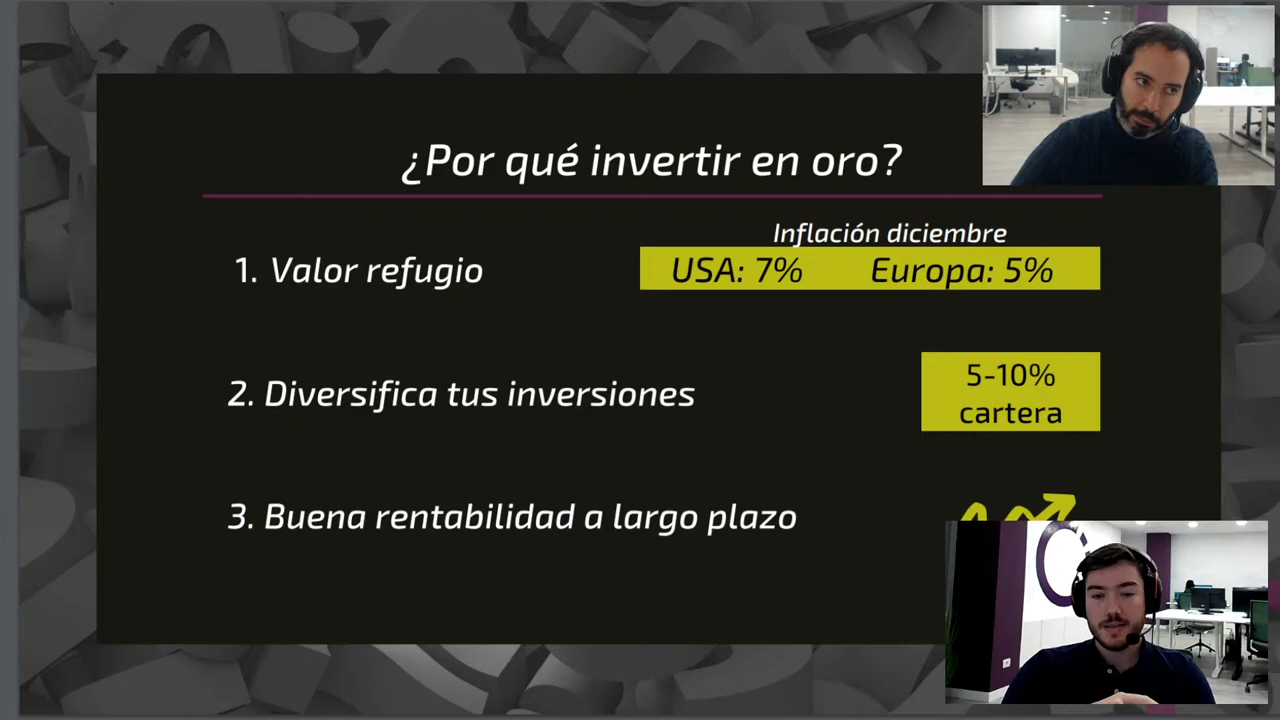 ¿Por qué invertir en oro?
Inflación diciembre
1. Valor refugio
USA: 7% Europa: 5%
2. Diversifica tus inversiones
5-10%
cartera
3. Buena rentabilidad a largo plazo